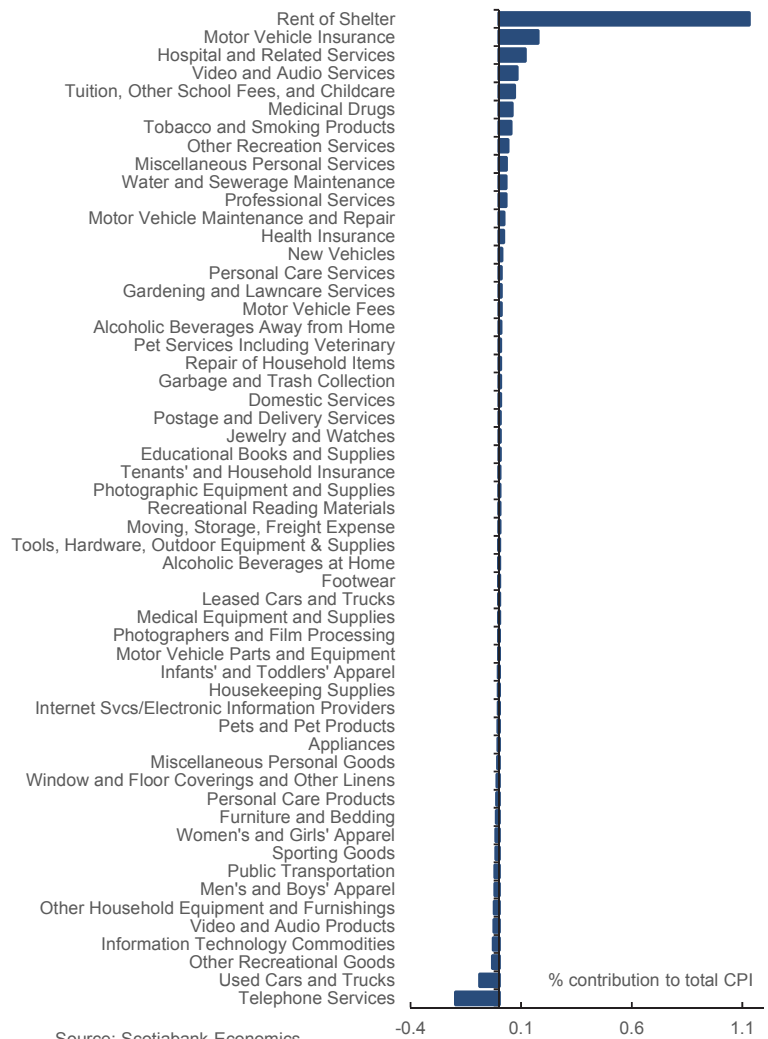 Rent of Shelter
Motor Vehicle Insurance
Hospital and Related Services
Video and Audio Services
Tuition, Other School Fees, and Childcare
Medicinal Drugs
Tobacco and Smoking Products
Other Recreation Services
Miscellaneous Personal Services
Water and Sewerage Maintenance
Professional Services
Motor Vehicle Maintenance and Repair
Health Insurance
New Vehicles
Personal Care Services
Gardening and Lawncare Services
Motor Vehicle Fees
Alcoholic Beverages Away from Home
Pet Services Including Veterinary
Repair of Household Items
Garbage and Trash Collection
Domestic Services
Postage and Delivery Services
Jewelry and Watches
Educational Books and Supplies
Tenants' and Household Insurance
Photographic Equipment and Supplies
Recreational Reading Materials
Moving, Storage, Freight Expense
Tools, Hardware, Outdoor Equipment & Supplies
Alcoholic Beverages at Home
Footwear
Leased Cars and Trucks
Medical Equipment and Supplies
Photographers and Film Processing
Motor Vehicle Parts and Equipment
Infants' and Toddlers' Apparel
Housekeeping Supplies
Internet Svcs/Electronic Information Providers
Pets and Pet Products
Appliances
Miscellaneous Personal Goods
Window and Floor Coverings and Other Linens
Personal Care Products
Furniture and Bedding
Women's and Girls' Apparel
Sporting Goods
Public Transportation
Men's and Boys' Apparel
Other Household Equipment and Furnishings
Video and Audio Products
Information Technology Commodities
Other Recreational Goods
Used Cars and Trucks
% contribution to total CPI
Telephone Services
-0.4 0.1 0.6 1.1
Source: Scotiabank Economics